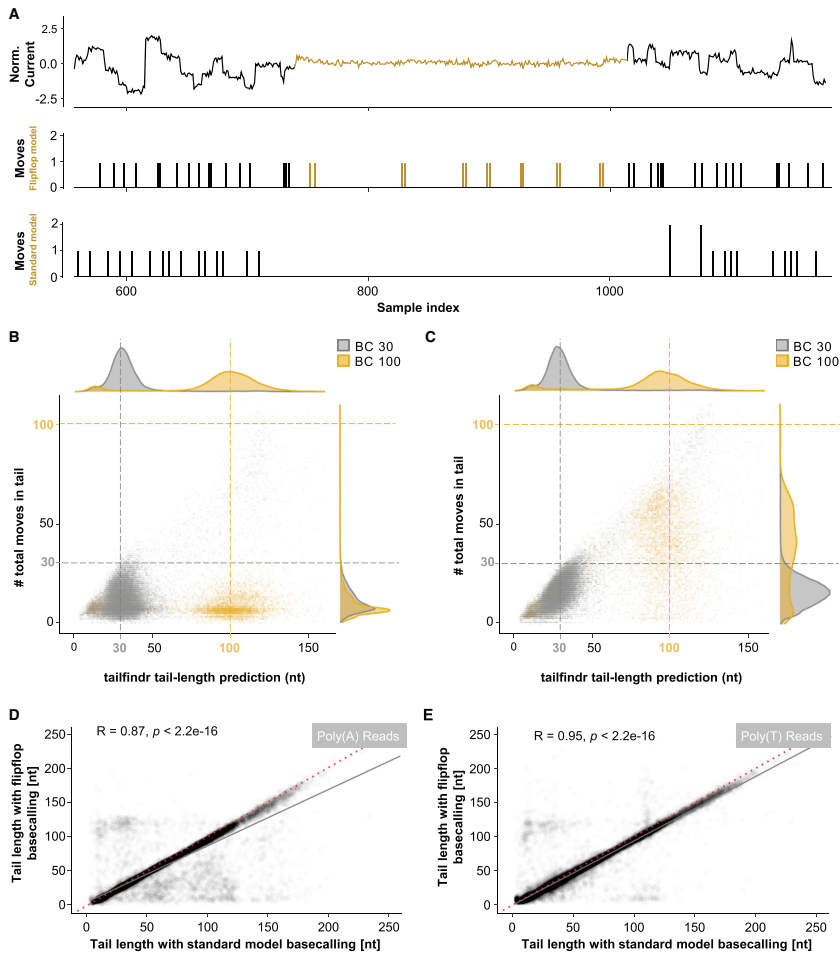 A
Norm.
Current
2.5
0.0
-2.5
Moves
Flipflop model
2
1
0
Moves
Standard model
2
1
0
600
800
1000
Sample index
B
BC 30
BC 100
# total moves in tail
100
50
30
0
0
30
50
100
150
tailfindr tail-length prediction (nt)
C
BC 30
BC 100
# total moves in tail
100
50
30
0
0
30
50
100
150
tailfindr tail-length prediction (nt)
D
R = 0.87, p < 2.2e-16
Poly(A) Reads
Tail length with flipflop
basecalling [nt]
250
200
150
100
50
0
0
50
100
150
200
250
Tail length with standard model basecalling [nt]
E
R = 0.95, p < 2.2e-16
Poly(T) Reads
Tail length with flipflop
basecalling [nt]
250
200
150
100
50
0
0
50
100
150
200
250
Tail length with standard model basecalling [nt]